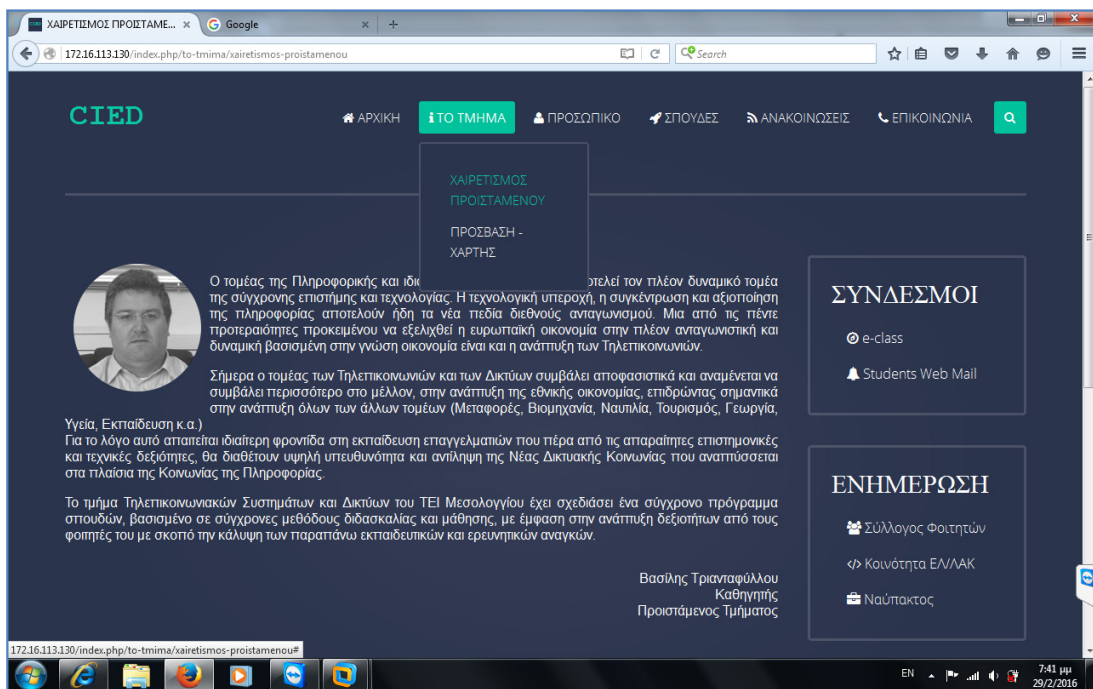 ΧΑΙΡΕΤΙΣΜΟΣ ΠΡΟΙΣΤΑΜΕ...
Google
172.16.113.130/index.php/to-tmima/xairetismos-proistamenou
Search
CIED
ΑΡΧΙΚΗ
ΤΟ ΤΜΗΜΑ
ΠΡΟΣΩΠΙΚΟ
ΣΠΟΥΔΕΣ
ΑΝΑΚΟΙΝΩΣΕΙΣ
ΕΠΙΚΟΙΝΩΝΙΑ
ΧΑΙΡΕΤΙΣΜΟΣ
ΠΡΟΙΣΤΑΜΕΝΟΥ
ΠΡΟΣΒΑΣΗ -
ΧΑΡΤΗΣ
Ο τομέας της Πληροφορικής και ιδι οτελεί τον πλέον δυναμικό τομέα
της σύγχρονης επιστήμης και τεχνολογίας. Η τεχνολογική υπεροχή, η συγκέντρωση και αξιοποίηση
της πληροφορίας αποτελούν ήδη τα νέα πεδία διεθνούς ανταγωνισμού. Μια από τις πέντε
προτεραιότητες προκειμένου να εξελιχθεί η ευρωπαϊκή οικονομία στην πλέον ανταγωνιστική και
δυναμική βασισμένη στην γνώση οικονομία είναι και η ανάπτυξη των Τηλεπικοινωνιών.
Σήμερα ο τομέας των Τηλεπικοινωνιών και των Δικτύων συμβάλει αποφασιστικά και αναμένεται να
συμβάλει περισσότερο στο μέλλον, στην ανάπτυξη της εθνικής οικονομίας, επιδρώντας σημαντικά
στην ανάπτυξη όλων των άλλων τομέων (Μεταφορές, Βιομηχανία, Ναυτιλία, Τουρισμός, Γεωργία,
Υγεία, Εκπαίδευση κ.α.)
Για το λόγο αυτό απαιτείται ιδιαίτερη φροντίδα στη εκπαίδευση επαγγελματιών που πέρα από τις απαραίτητες επιστημονικές
και τεχνικές δεξιότητες, θα διαθέτουν υψηλή υπευθυνότητα και αντίληψη της Νέας Δικτυακής Κοινωνίας που αναπτύσσεται
στα πλαίσια της Κοινωνίας της Πληροφορίας.
Το τμήμα Τηλεπικοινωνιακών Συστημάτων και Δικτύων του ΤΕΙ Μεσολογγίου έχει σχεδιάσει ένα σύγχρονο πρόγραμμα
σπουδών, βασισμένο σε σύγχρονες μεθόδους διδασκαλίας και μάθησης, με έμφαση στην ανάπτυξη δεξιοτήτων από τους
φοιτητές του με σκοπό την κάλυψη των παραπάνω εκπαιδευτικών και ερευνητικών αναγκών.
Βασίλης Τριανταφύλλου
Καθηγητής
Προιστάμενος Τμήματος
ΣΥΝΔΕΣΜΟΙ
e-class
Students Web Mail
ΕΝΗΜΕΡΩΣΗ
Σύλλογος Φοιτητών
Κοινότητα ΕΛ/ΛΑΚ
Ναύπακτος
172.16.113.130/index.php/to-tmima/xairetismos-proistamenou#
EN
7:41 μμ
29/2/2016